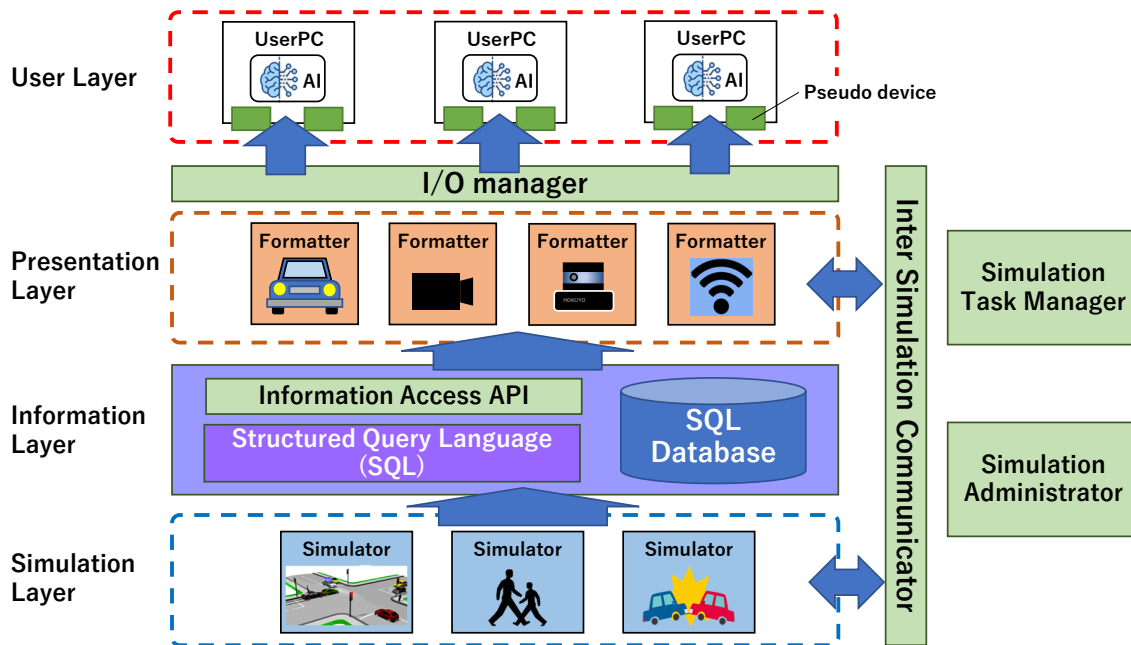 User Layer
UserPC
AI
UserPC
AI
UserPC
AI
Pseudo device
I/O manager
Presentation
Layer
Formatter
Formatter
Formatter
HOKUYO
Formatter
Inter Simulation Communicator
Simulation
Task Manager
Information
Layer
Information Access API
Structured Query Language
(SQL)
SQL
Database
Simulation
Administrator
Simulation
Layer
Simulator
Simulator
Simulator